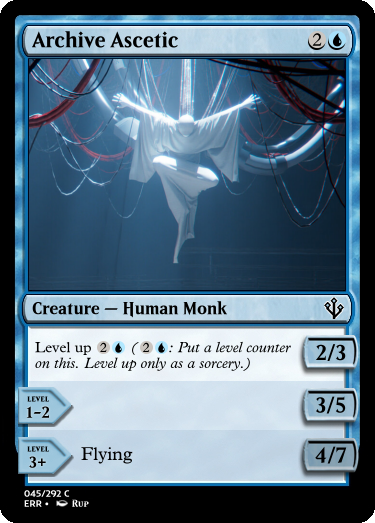 Archive Ascetic 2
Creature — Human Monk
Level up 2 ( 2 : Put a level counter
on this. Level up only as a sorcery.)
2/3
LEVEL
1-2
3/5
LEVEL
3+
Flying
4/7
045/292 C
ERR • Rup